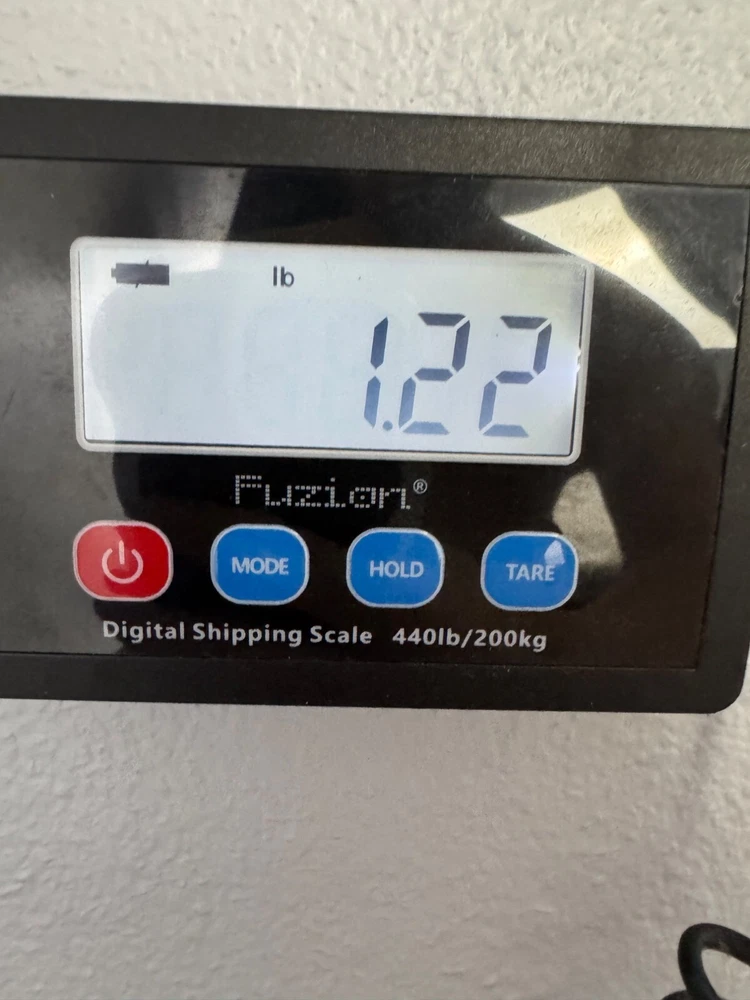 lb
1.22
Fuzion®
MODE HOLD TARE
Digital Shipping Scale 440lb/200kg